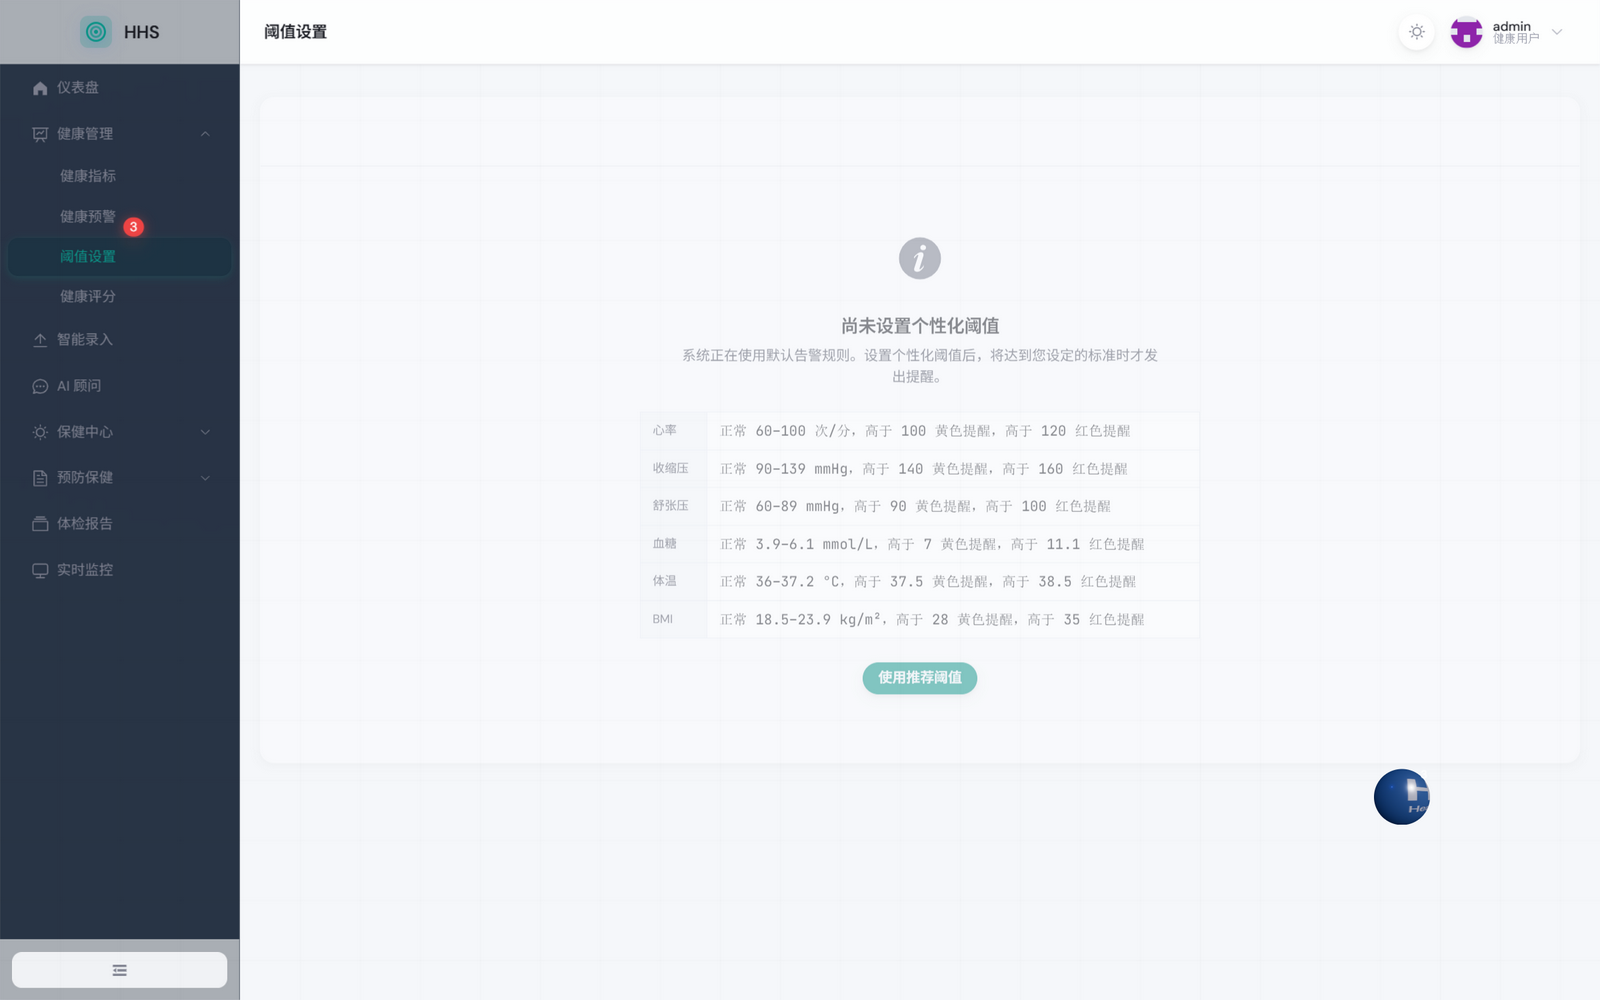 HHS
阈值设置
admin
健康用户
仪表盘
健康管理
健康指标
健康预警
3
阈值设置
健康评分
智能录入
AI 顾问
保健中心
预防保健
体检报告
实时监控
尚未设置个性化阈值
系统正在使用默认告警规则。设置个性化阈值后，将达到您设定的标准时才发
出提醒。
心率 正常 60-100 次/分，高于 100 黄色提醒，高于 120 红色提醒
收缩压 正常 90-139 mmHg，高于 140 黄色提醒，高于 160 红色提醒
舒张压 正常 60-89 mmHg，高于 90 黄色提醒，高于 100 红色提醒
血糖 正常 3.9-6.1 mmol/L，高于 7 黄色提醒，高于 11.1 红色提醒
体温 正常 36-37.2 °C，高于 37.5 黄色提醒，高于 38.5 红色提醒
BMI 正常 18.5-23.9 kg/m²，高于 28 黄色提醒，高于 35 红色提醒
使用推荐阈值
H
He